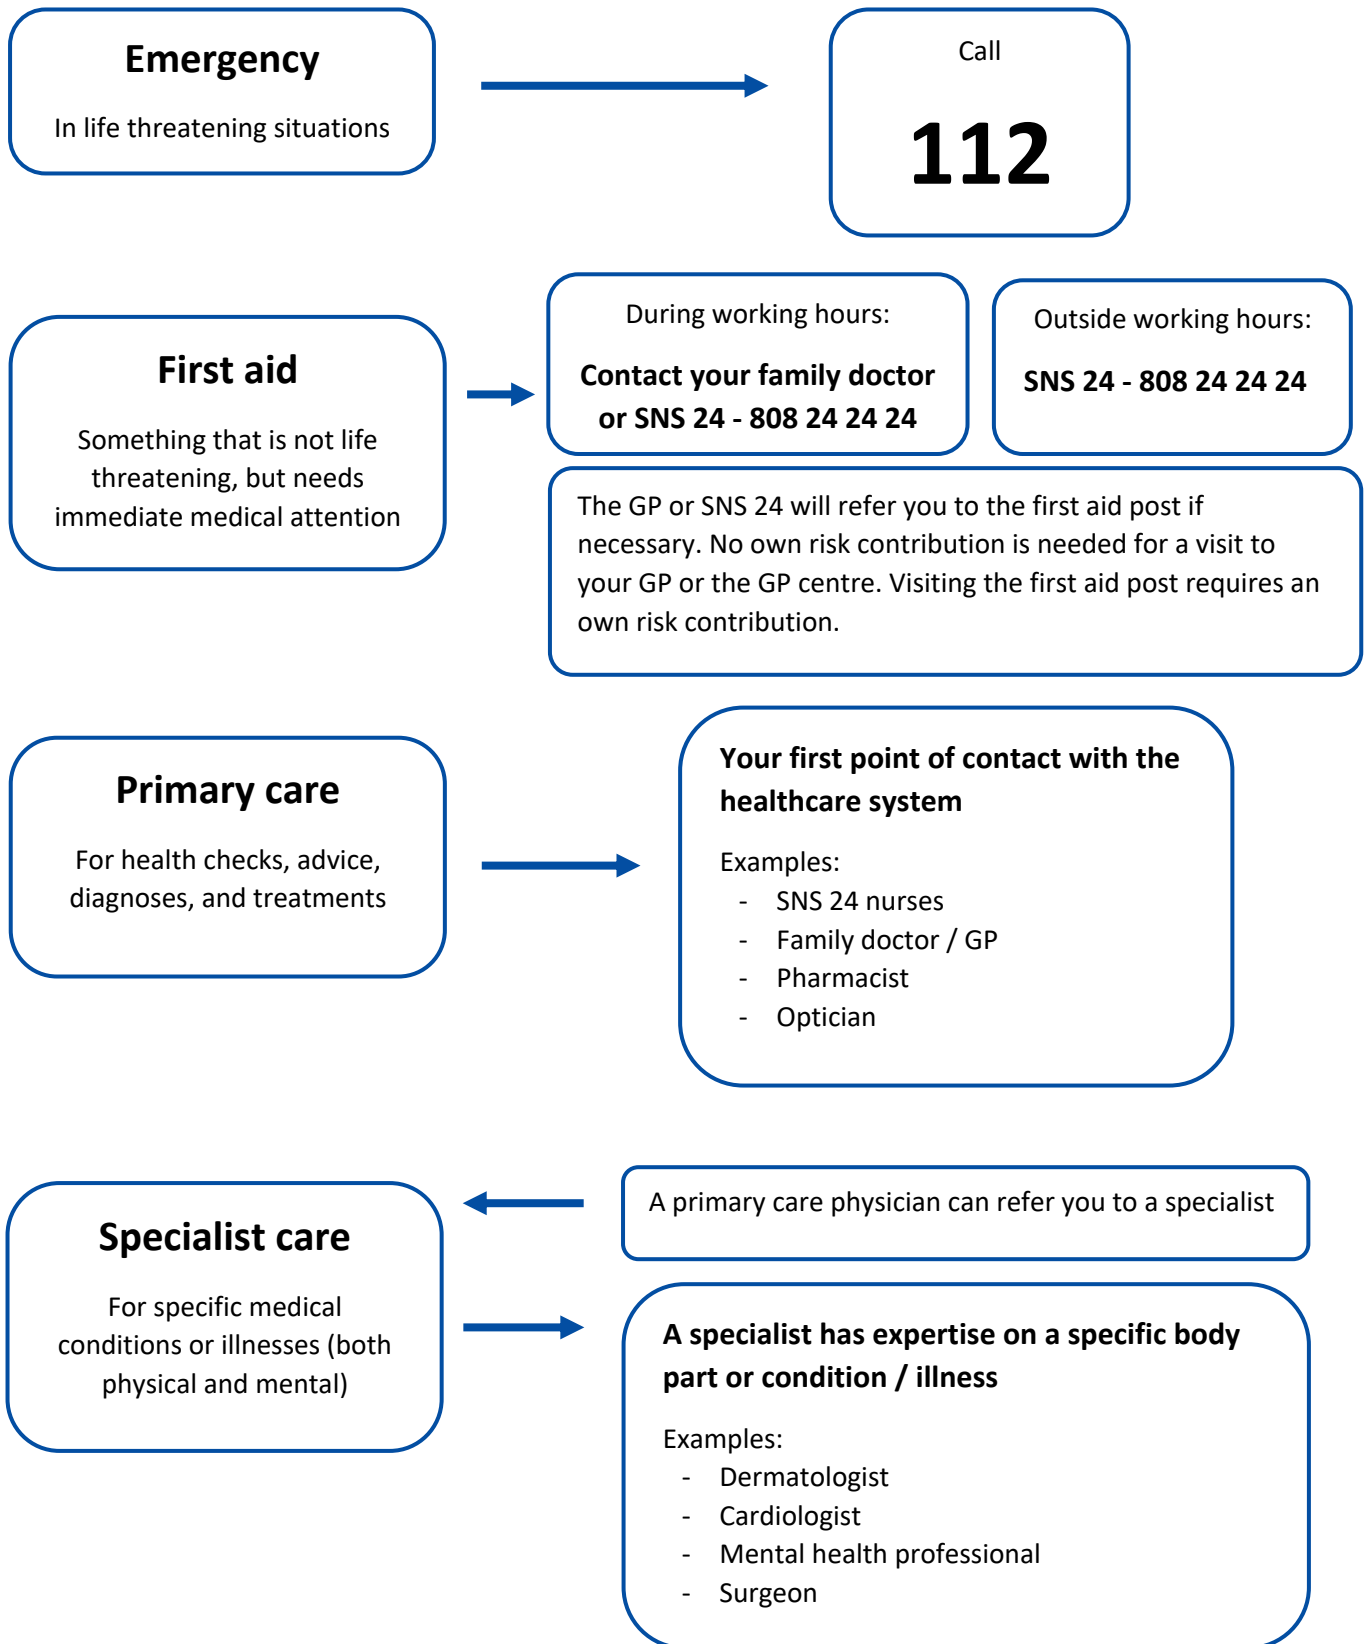 Emergency
In life threatening situations
Call
112
First aid
Something that is not life
threatening, but needs
immediate medical attention
During working hours:
Contact your family doctor
or SNS 24 - 808 24 24 24
Outside working hours:
SNS 24 - 808 24 24 24
The GP or SNS 24 will refer you to the first aid post if
necessary. No own risk contribution is needed for a visit to
your GP or the GP centre. Visiting the first aid post requires an
own risk contribution.
Primary care
For health checks, advice,
diagnoses, and treatments
Your first point of contact with the
healthcare system
Examples:
- SNS 24 nurses
- Family doctor / GP
- Pharmacist
- Optician
Specialist care
For specific medical
conditions or illnesses (both
physical and mental)
A primary care physician can refer you to a specialist
A specialist has expertise on a specific body
part or condition / illness
Examples:
- Dermatologist
- Cardiologist
- Mental health professional
- Surgeon